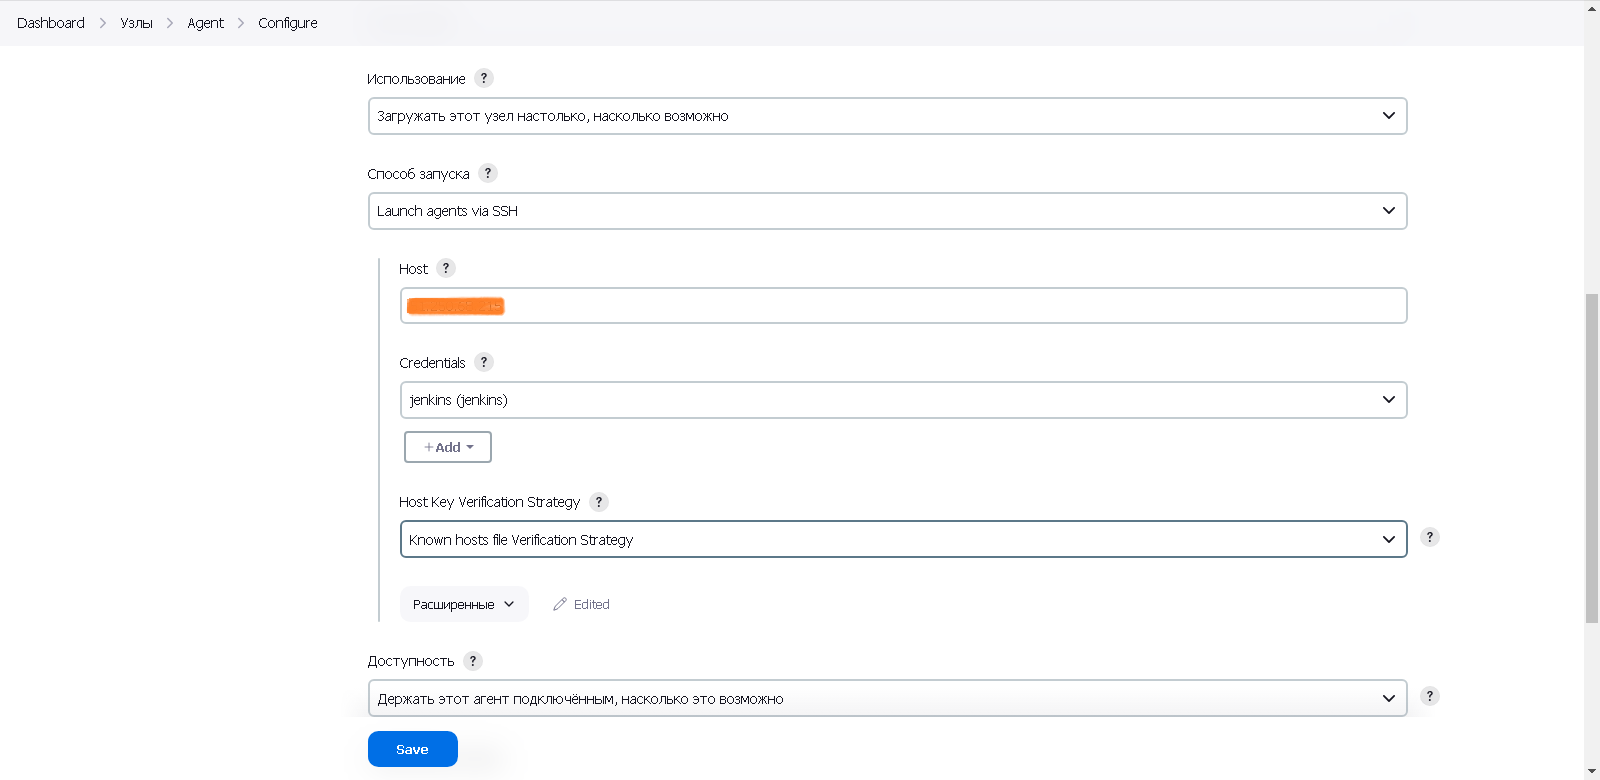 Dashboard > Узлы > Agent > Configure
Использование ?
Загружать этот узел настолько, насколько возможно
Способ запуска ?
Launch agents via SSH
Host ?
Credentials ?
jenkins (jenkins)
+ Add
Host Key Verification Strategy ?
Known hosts file Verification Strategy
?
Расширенные
Edited
Доступность ?
Держать этот агент подключённым, насколько это возможно
?
Save